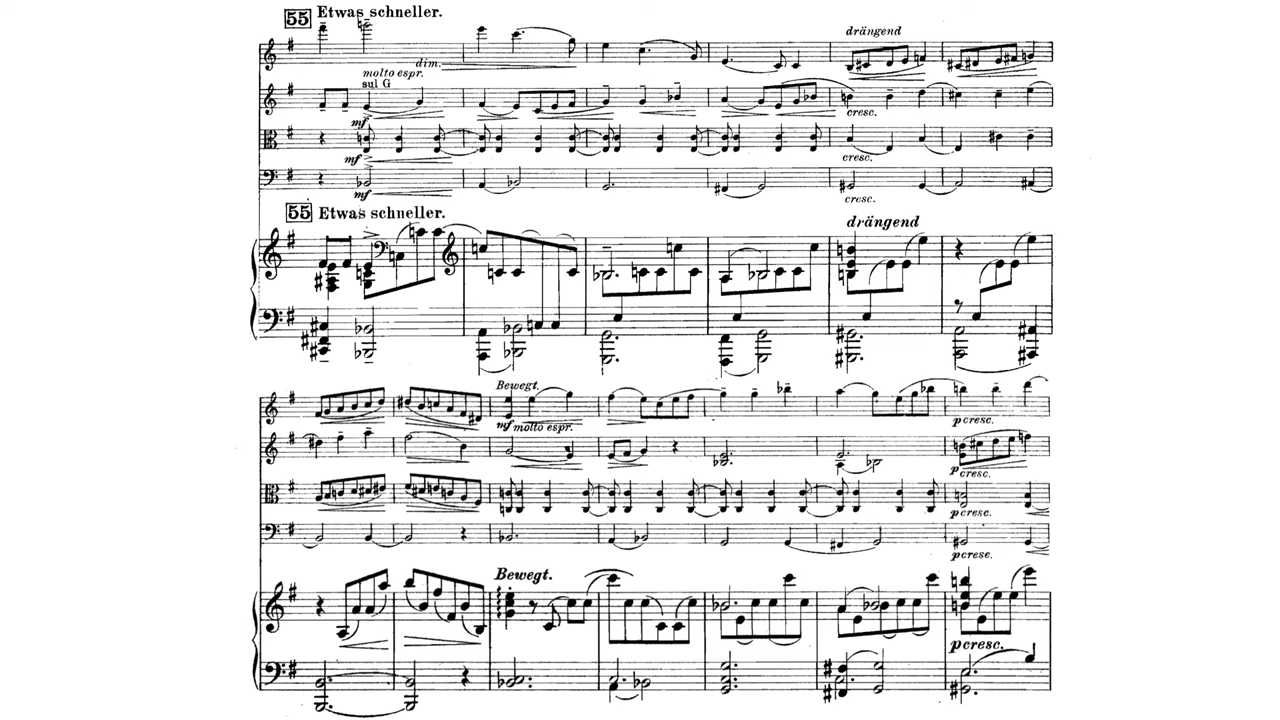 55 Etwas schneller.
drängend
dim.
molto espr.
sul G
mf
cresc.
mf
cresc.
mf
cresc.
55 Etwas schneller.
drängend
Bewegt.
mf molto espr.
p cresc.
p cresc.
p cresc.
p cresc.
Bewegt.
p cresc.